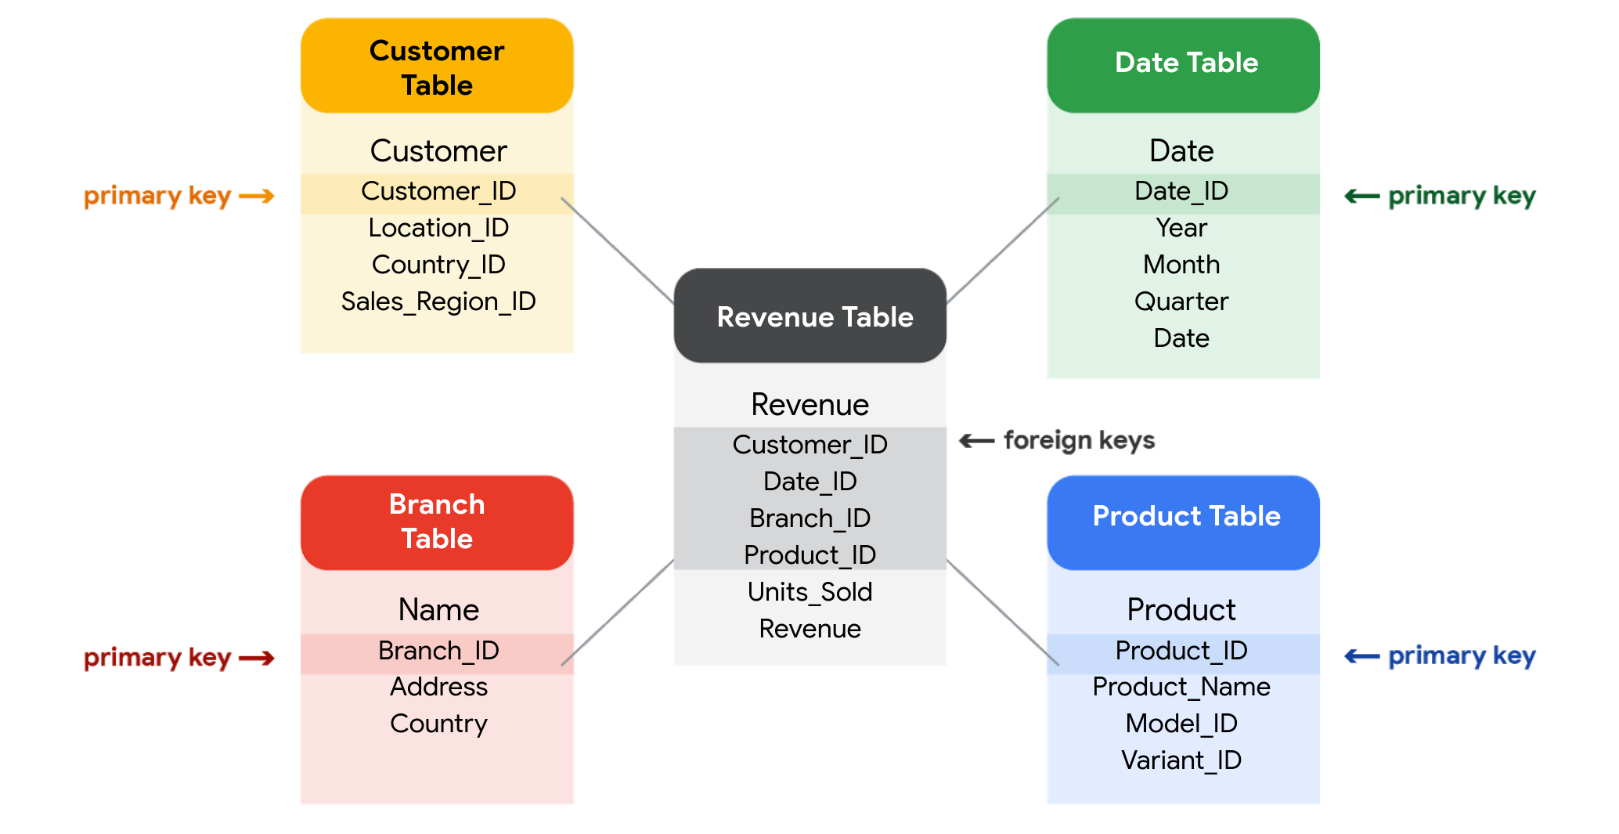 Customer
Table
Customer
primary key
Customer_ID
Location_ID
Country_ID
Sales_Region_ID
Date Table
Date
Date_ID
primary key
Year
Month
Quarter
Date
Revenue Table
Revenue
Customer_ID
foreign keys
Date_ID
Branch_ID
Product_ID
Units_Sold
Revenue
Branch
Table
Name
primary key
Branch_ID
Address
Country
Product Table
Product
Product_ID
primary key
Product_Name
Model_ID
Variant_ID